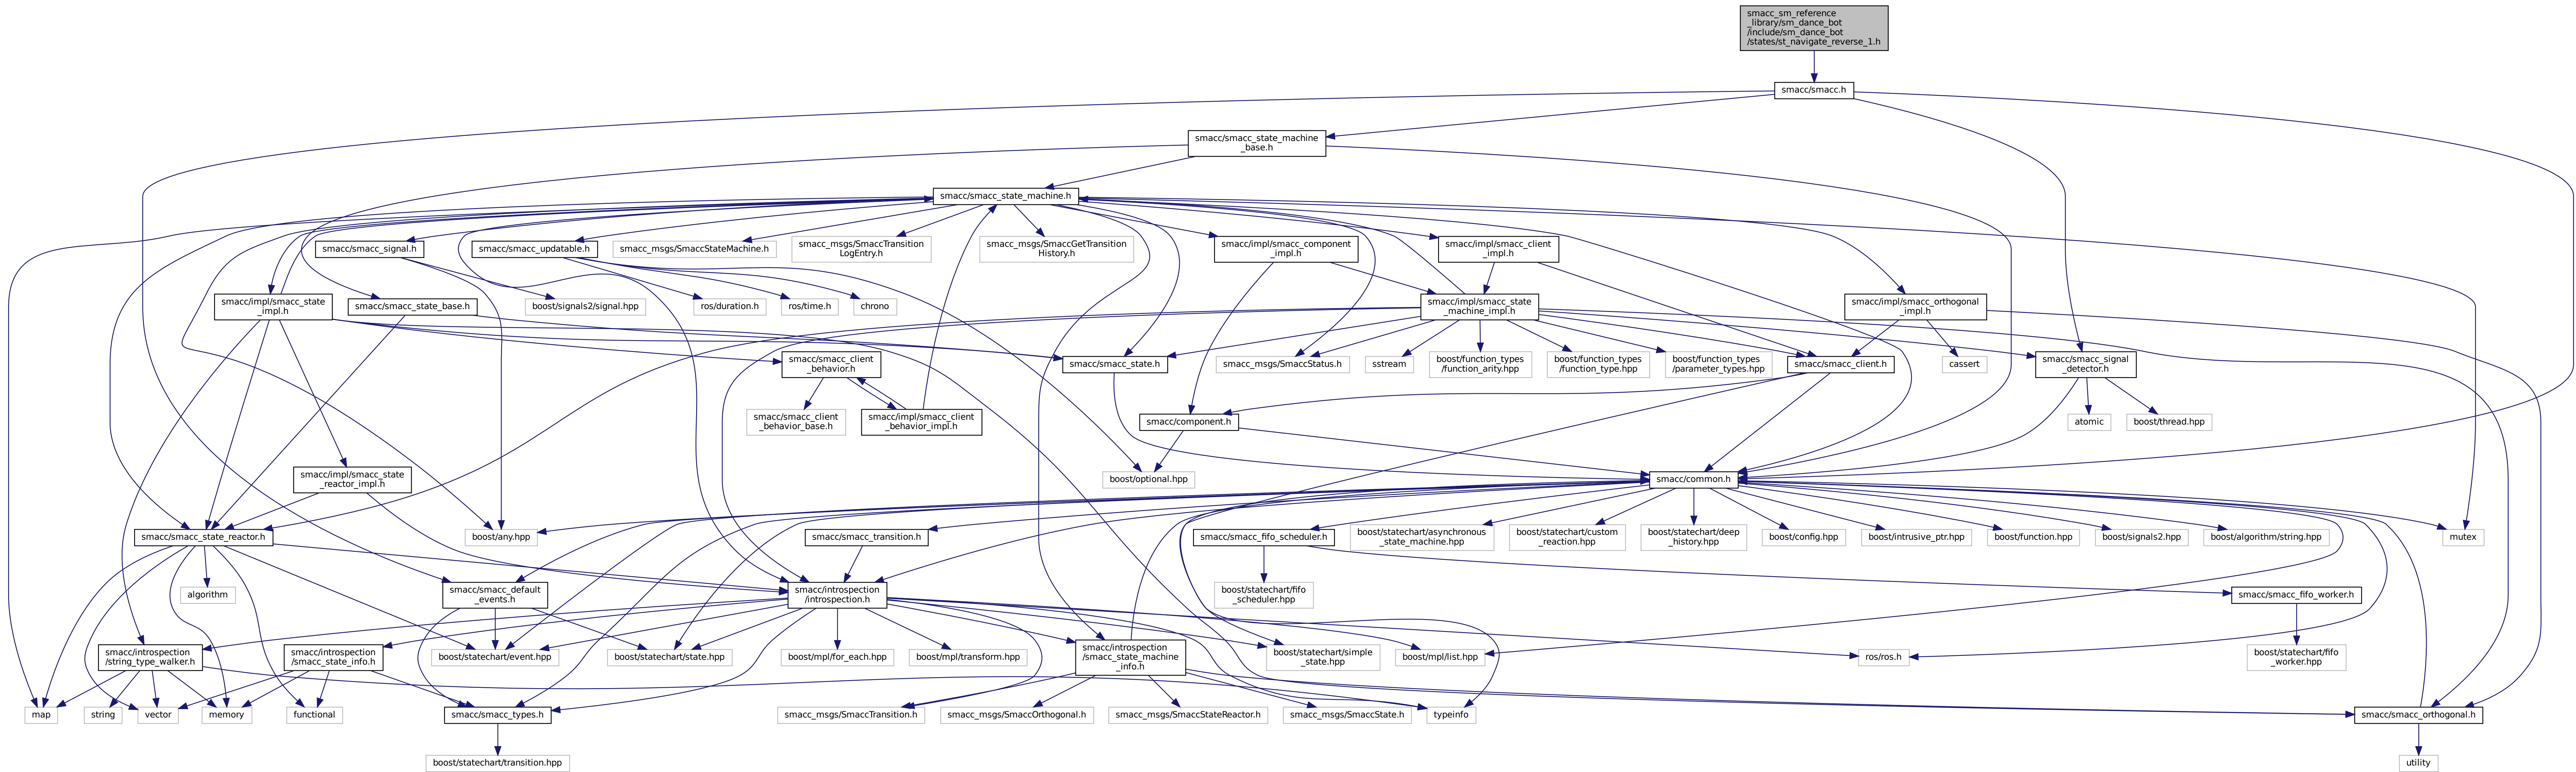 smacc_sm_reference
_library/sm_dance_bot
/include/sm_dance_bot
/states/st_navigate_reverse_1.h
smacc/smacc.h
smacc/smacc_state_machine
_base.h
smacc/smacc_state_machine.h
smacc/smacc_signal.h
smacc/smacc_updatable.h
smacc_msgs/SmaccStateMachine.h
smacc_msgs/SmaccTransition
LogEntry.h
smacc_msgs/SmaccGetTransition
History.h
smacc/impl/smacc_component
_impl.h
smacc/impl/smacc_client
_impl.h
smacc/impl/smacc_state
_impl.h
smacc/smacc_state_base.h
boost/signals2/signal.hpp
ros/duration.h
ros/time.h
chrono
smacc/impl/smacc_state
_machine_impl.h
smacc/impl/smacc_orthogonal
_impl.h
smacc/smacc_client
_behavior.h
smacc/smacc_state.h
smacc_msgs/SmaccStatus.h
sstream
boost/function_types
/function_arity.hpp
boost/function_types
/function_type.hpp
boost/function_types
/parameter_types.hpp
smacc/smacc_client.h
cassert
smacc/smacc_signal
_detector.h
smacc/smacc_client
_behavior_base.h
smacc/impl/smacc_client
_behavior_impl.h
smacc/component.h
atomic
boost/thread.hpp
smacc/impl/smacc_state
_reactor_impl.h
boost/optional.hpp
smacc/common.h
smacc/smacc_state_reactor.h
boost/any.hpp
smacc/smacc_transition.h
smacc/smacc_fifo_scheduler.h
boost/statechart/asynchronous
_state_machine.hpp
boost/statechart/custom
_reaction.hpp
boost/statechart/deep
_history.hpp
boost/config.hpp
boost/intrusive_ptr.hpp
boost/function.hpp
boost/signals2.hpp
boost/algorithm/string.hpp
mutex
algorithm
smacc/smacc_default
_events.h
smacc/introspection
/introspection.h
boost/statechart/fifo
_scheduler.hpp
smacc/smacc_fifo_worker.h
smacc/introspection
/string_type_walker.h
smacc/introspection
/smacc_state_info.h
boost/statechart/event.hpp
boost/statechart/state.hpp
boost/mpl/for_each.hpp
boost/mpl/transform.hpp
smacc/introspection
/smacc_state_machine
_info.h
boost/statechart/simple
_state.hpp
boost/mpl/list.hpp
ros/ros.h
boost/statechart/fifo
_worker.hpp
map
string
vector
memory
functional
smacc/smacc_types.h
smacc_msgs/SmaccTransition.h
smacc_msgs/SmaccOrthogonal.h
smacc_msgs/SmaccStateReactor.h
smacc_msgs/SmaccState.h
typeinfo
smacc/smacc_orthogonal.h
boost/statechart/transition.hpp
utility